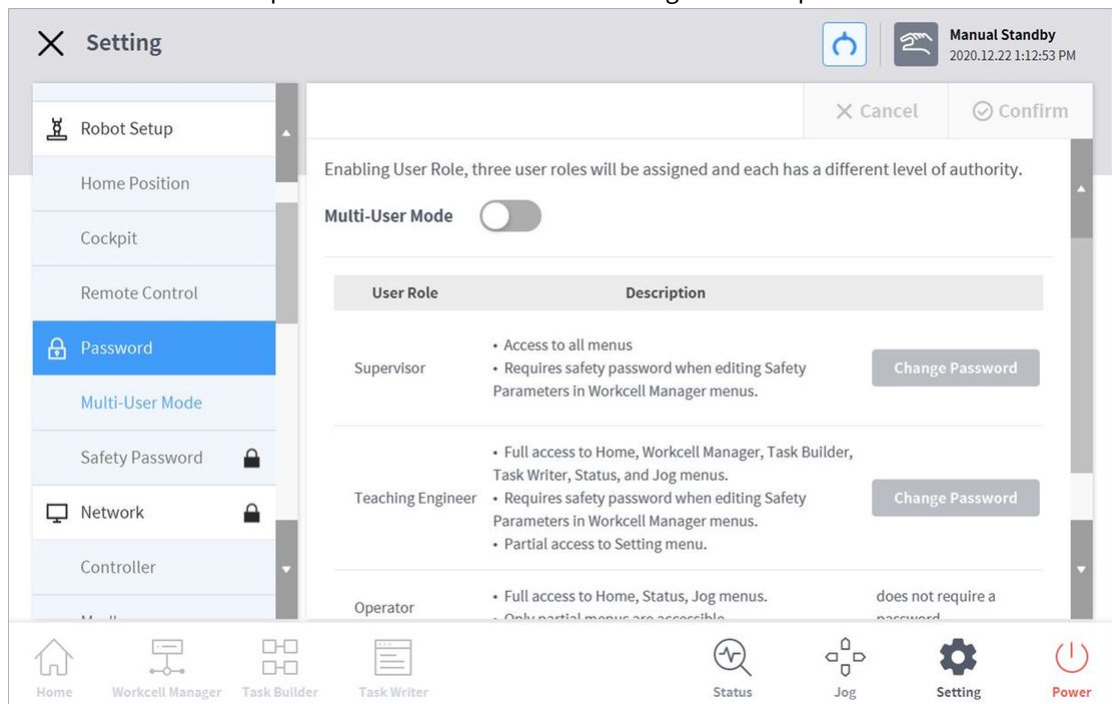 Setting
Manual Standby
2020.12.22 1:12:53 PM
Robot Setup
Home Position
Cockpit
Remote Control
Password
Multi-User Mode
Safety Password
Network
Controller
Cancel
Confirm
Enabling User Role, three user roles will be assigned and each has a different level of authority.
Multi-User Mode
User Role Description
Supervisor
• Access to all menus
• Requires safety password when editing Safety
Parameters in Workcell Manager menus.
Change Password
Teaching Engineer
• Full access to Home, Workcell Manager, Task Builder,
Task Writer, Status, and Jog menus.
• Requires safety password when editing Safety
Parameters in Workcell Manager menus.
• Partial access to Setting menu.
Change Password
Operator
• Full access to Home, Status, Jog menus.
• Only partial menus are accessible
does not require a
password
Home
Workcell Manager
Task Builder
Task Writer
Status
Jog
Setting
Power